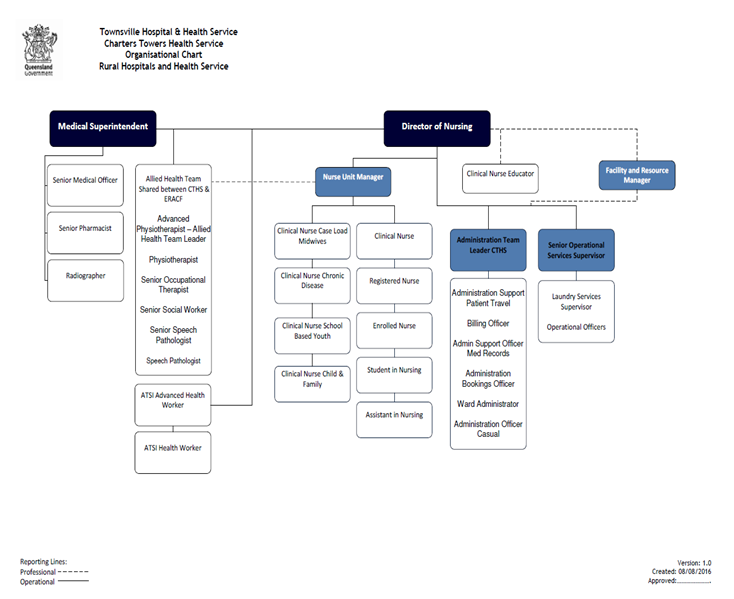 Townsville Hospital & Health Service
Charters Towers Health Service
Organisational Chart
Rural Hospitals and Health Service
Queensland
Government
Medical Superintendent
Director of Nursing
Senior Medical Officer
Senior Pharmacist
Radiographer
Allied Health Team
Shared between CTHS &
ERACF
Advanced
Physiotherapist – Allied
Health Team Leader
Physiotherapist
Senior Occupational
Therapist
Senior Social Worker
Senior Speech
Pathologist
Speech Pathologist
ATSI Advanced Health
Worker
ATSI Health Worker
Nurse Unit Manager
Clinical Nurse Case Load
Midwives
Clinical Nurse Chronic
Disease
Clinical Nurse School
Based Youth
Clinical Nurse Child &
Family
Clinical Nurse
Registered Nurse
Enrolled Nurse
Student in Nursing
Assistant in Nursing
Clinical Nurse Educator
Facility and Resource
Manager
Administration Team
Leader CTHS
Administration Support
Patient Travel
Billing Officer
Admin Support Officer
Med Records
Administration
Bookings Officer
Ward Administrator
Administration Officer
Casual
Senior Operational
Services Supervisor
Laundry Services
Supervisor
Operational Officers
Reporting Lines:
Professional
Operational
Version: 1.0
Created: 08/08/2016
Approved:....................